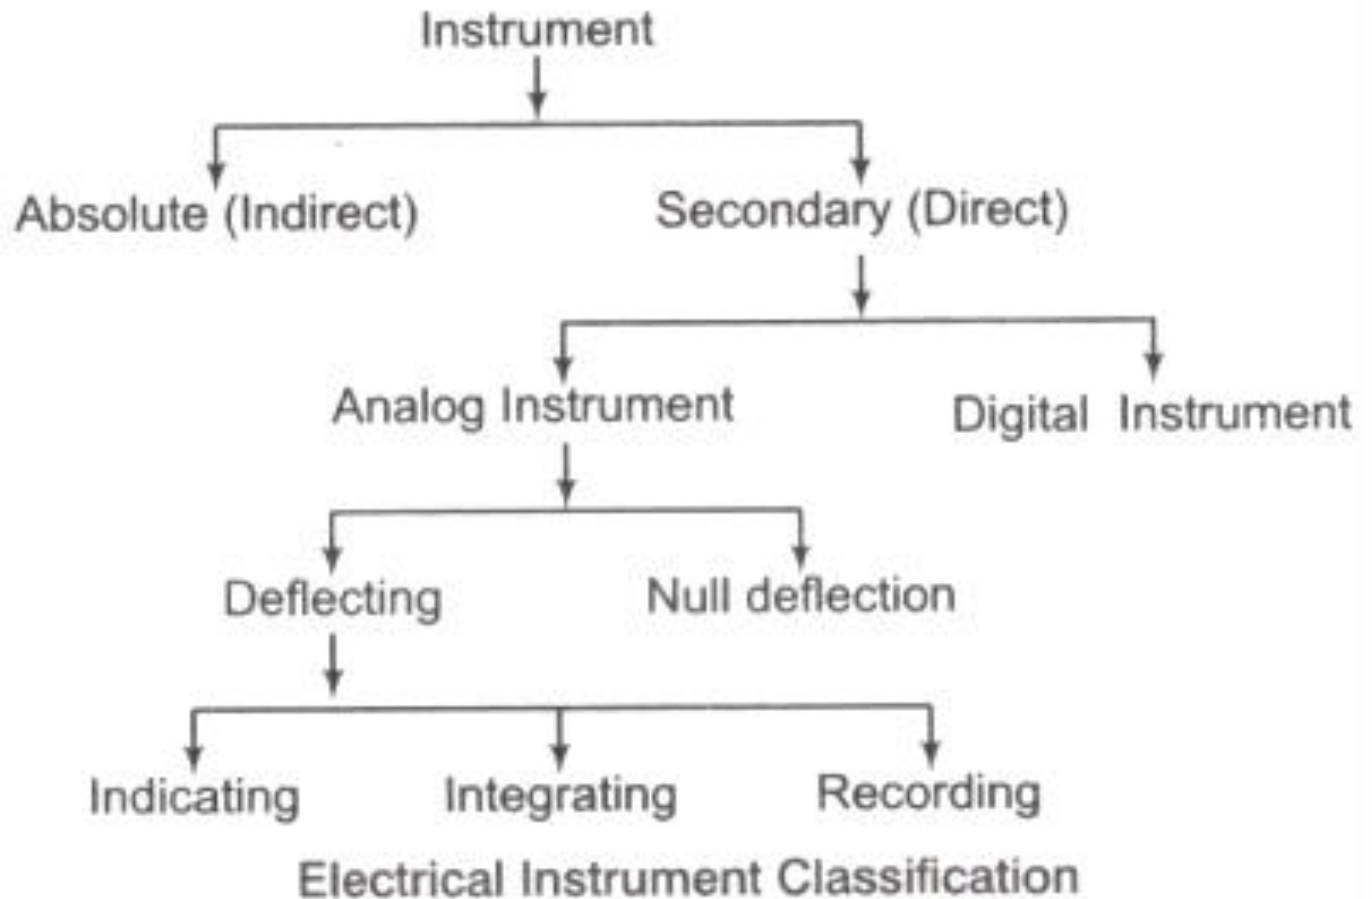 Instrument
Absolute (Indirect)
Secondary (Direct)
Analog Instrument
Digital Instrument
Deflecting
Null deflection
Indicating
Integrating
Recording
Electrical Instrument Classification